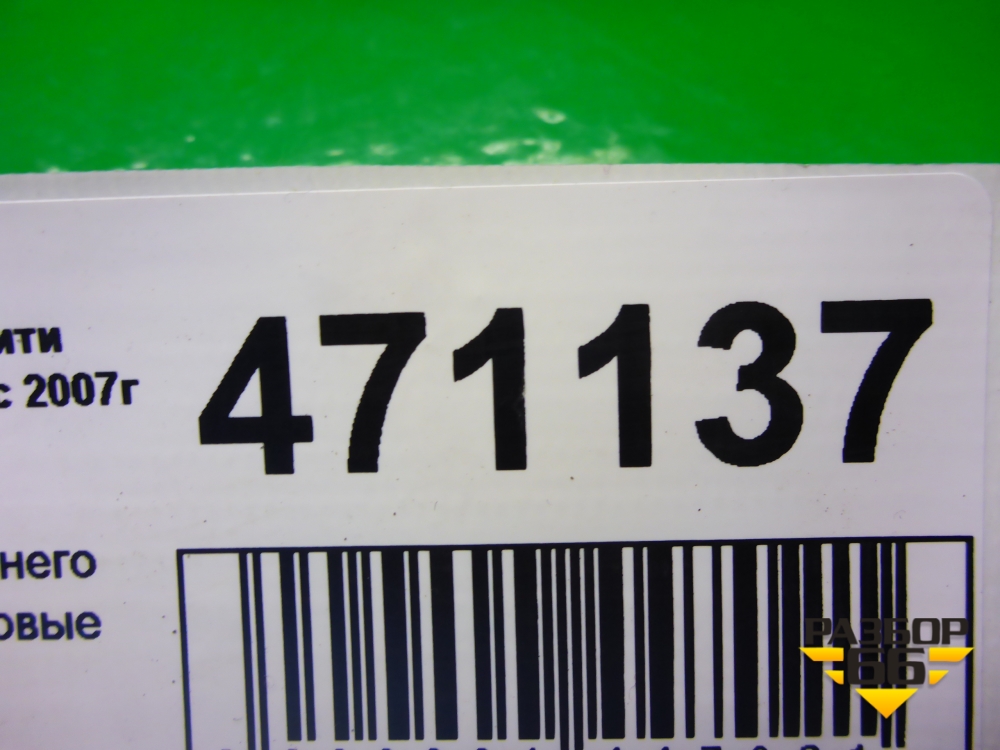 471137
ити
с 2007г
него
овые
РАЗБОР
66